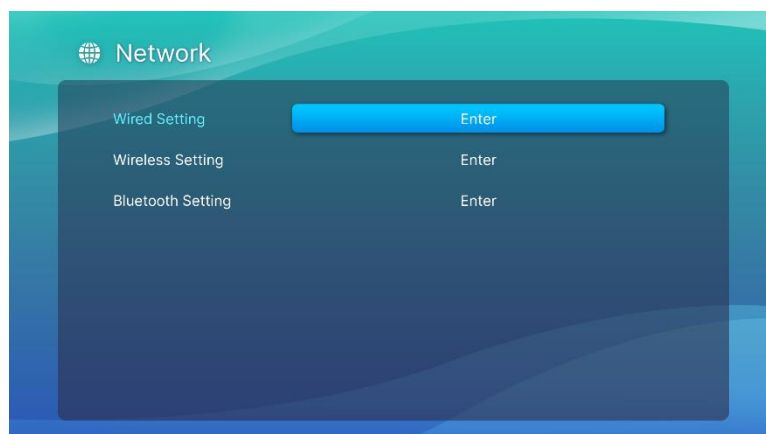 Network
Wired Setting Enter
Wireless Setting Enter
Bluetooth Setting Enter